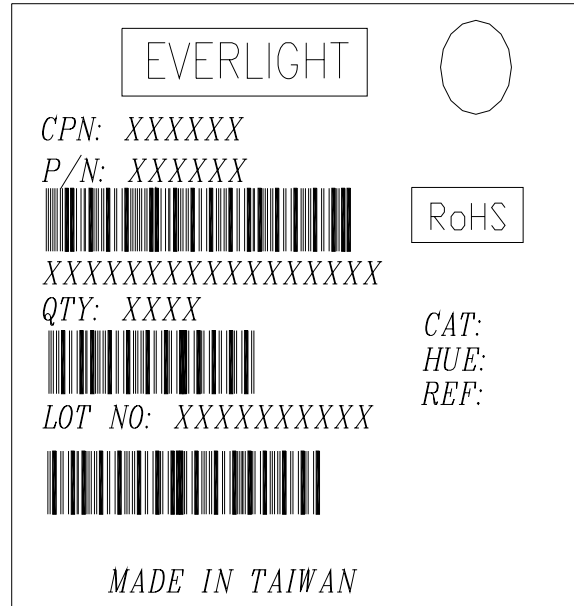 EVERLIGHT
CPN: XXXXXX
P/N: XXXXXX
RoHS
XXXXXXXXXXXXXXXXX
QTY: XXXX
CAT:
HUE:
REF:
LOT NO: XXXXXXXXXX
MADE IN TAIWAN